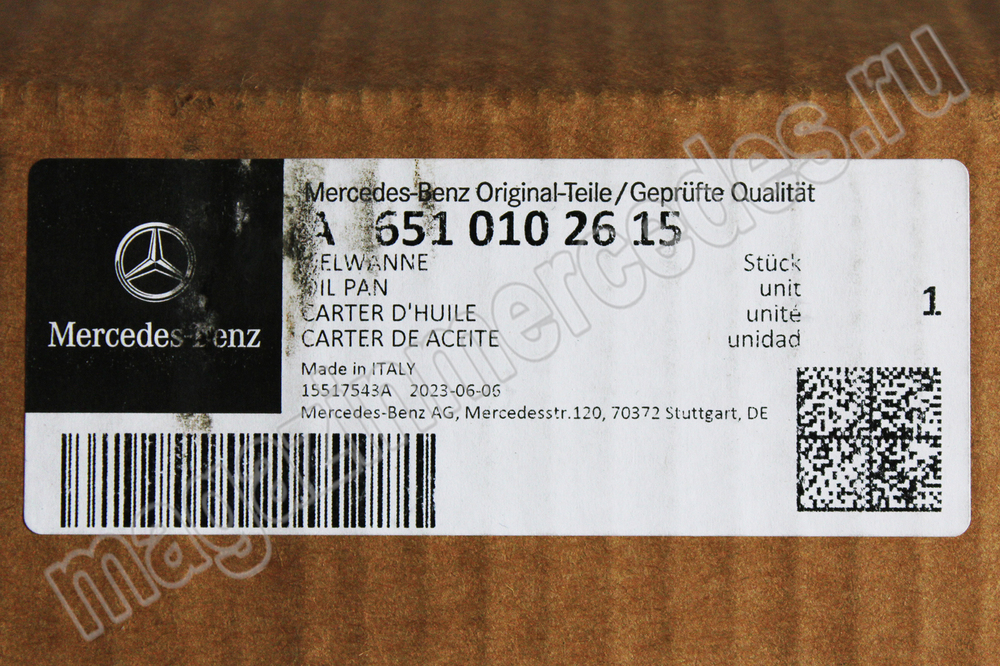 Mercedes-Benz Original-Teile/Geprüfte Qualität
A 651 010 26 15
Stück
OIL PAN unit
CARTER D'HUILE unité
CARTER DE ACEITE unidad
1
Mercedes-Benz
Made in ITALY
15517543A 2023-06-06
Mercedes-Benz AG, Mercedesstr.120, 70372 Stuttgart, DE
magazinmercedes.ru